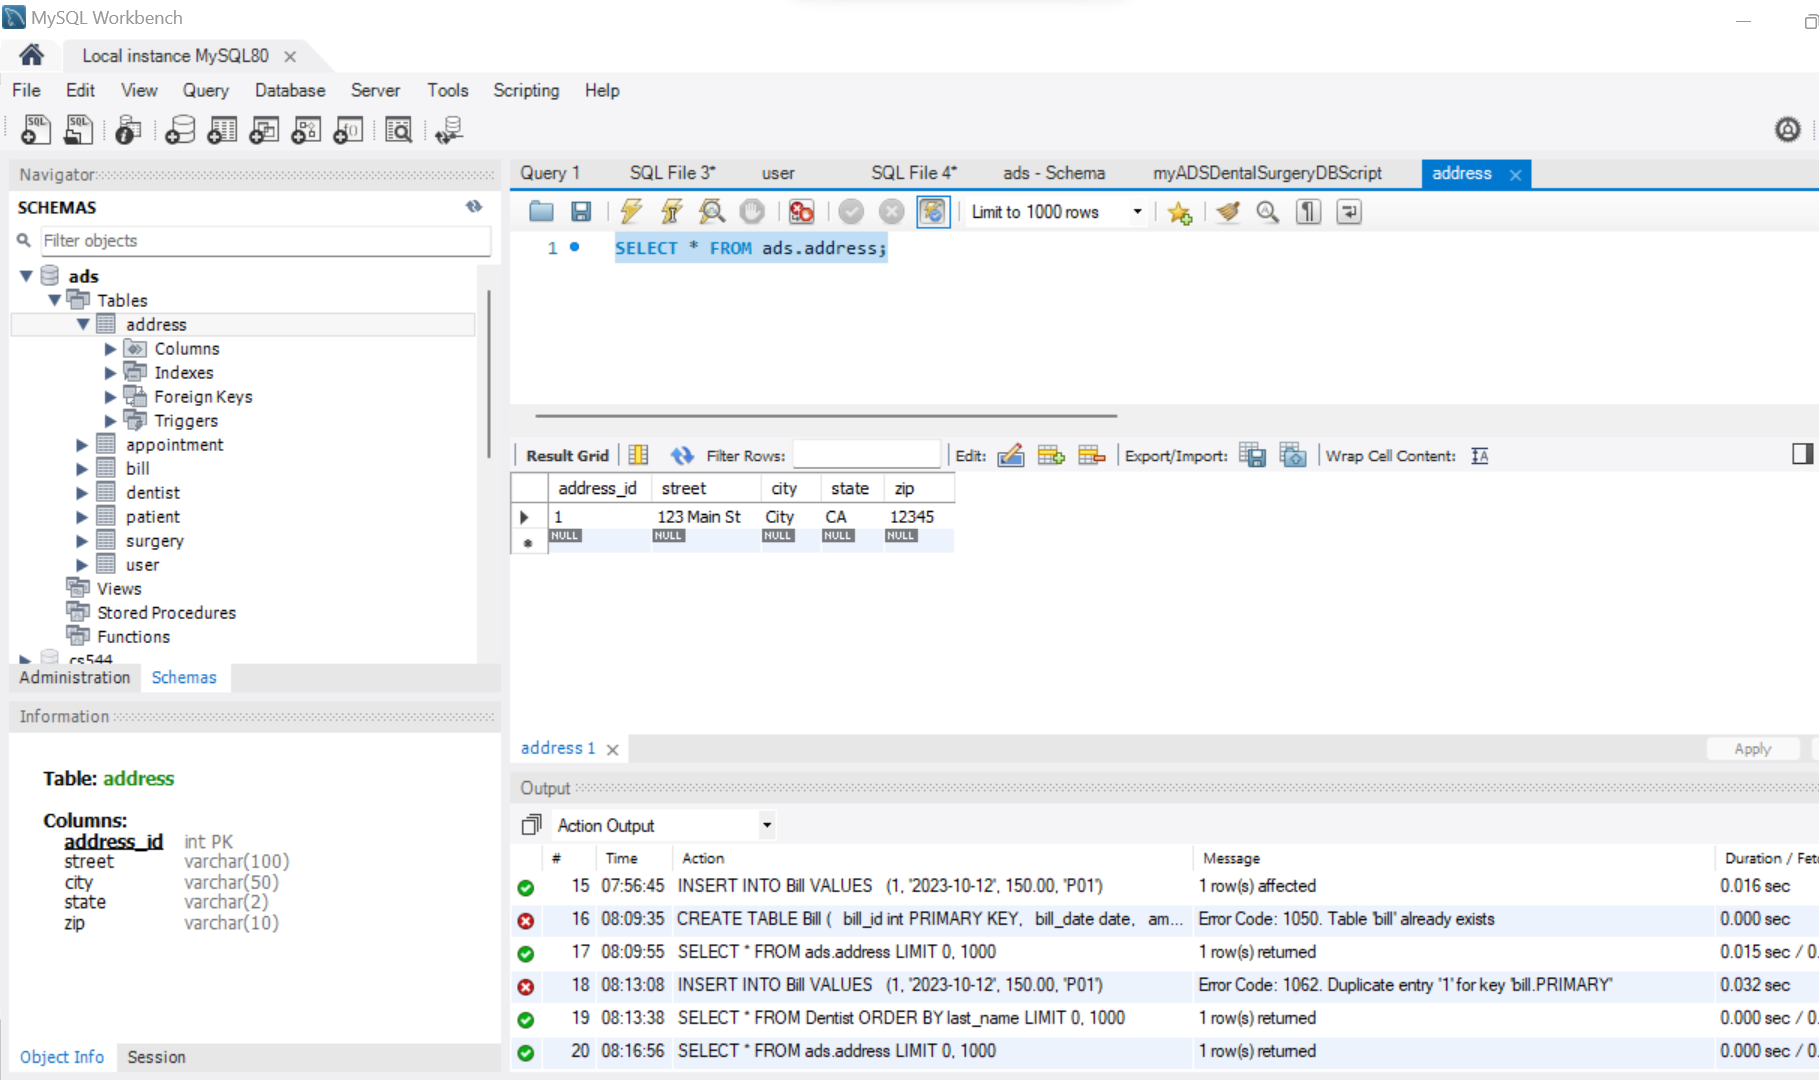 MySQL Workbench
Local instance MySQL80
File Edit View Query Database Server Tools Scripting Help
Navigator
SCHEMAS
Filter objects
ads
Tables
address
Columns
Indexes
Foreign Keys
Triggers
appointment
bill
dentist
patient
surgery
user
Views
Stored Procedures
Functions
cs544
Administration Schemas
Information
Table: address
Columns:
address_id int PK
street varchar(100)
city varchar(50)
state varchar(2)
zip varchar(10)
Object Info Session
Query 1 SQL File 3* user SQL File 4* ads - Schema myADSDentalSurgeryDBScript address
Limit to 1000 rows
1 SELECT * FROM ads.address;
Result Grid Filter Rows: Edit: Export/Import: Wrap Cell Content:
address_id street city state zip
1 123 Main St City CA 12345
NULL NULL NULL NULL NULL
address 1
Apply
Output
Action Output
# Time Action Message Duration / Fet
15 07:56:45 INSERT INTO Bill VALUES (1, '2023-10-12', 150.00, 'P01') 1 row(s) affected 0.016 sec
16 08:09:35 CREATE TABLE Bill ( bill_id int PRIMARY KEY, bill_date date, am... Error Code: 1050. Table 'bill' already exists 0.000 sec
17 08:09:55 SELECT * FROM ads.address LIMIT 0, 1000 1 row(s) returned 0.015 sec / 0.
18 08:13:08 INSERT INTO Bill VALUES (1, '2023-10-12', 150.00, 'P01') Error Code: 1062. Duplicate entry '1' for key 'bill.PRIMARY' 0.032 sec
19 08:13:38 SELECT * FROM Dentist ORDER BY last_name LIMIT 0, 1000 1 row(s) returned 0.000 sec / 0.
20 08:16:56 SELECT * FROM ads.address LIMIT 0, 1000 1 row(s) returned 0.000 sec / 0.